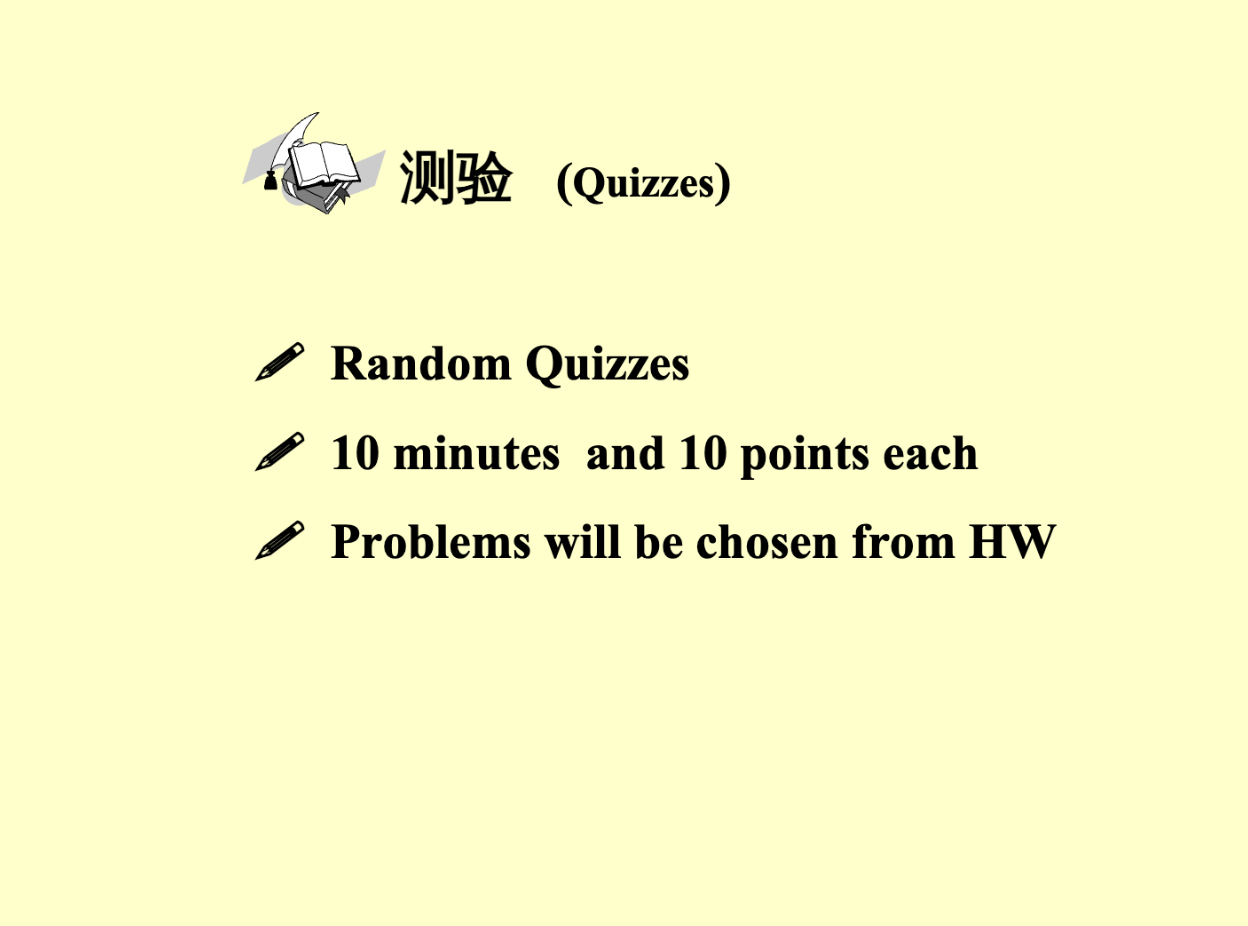 测验 (Quizzes)
Random Quizzes
10 minutes and 10 points each
Problems will be chosen from HW